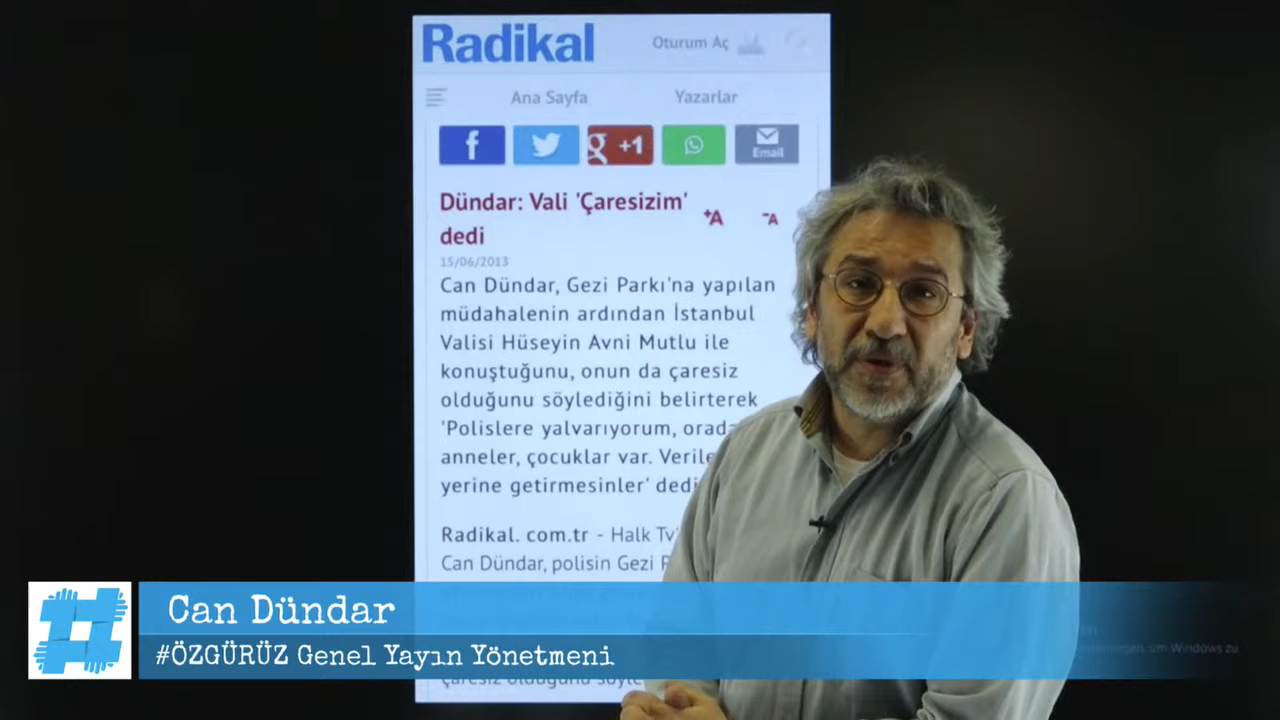 Radikal
Oturum Aç
Ana Sayfa
Yazarlar
f
g +1
Email
Dündar: Vali 'Çaresizim'
dedi
+A
-A
15/06/2013
Can Dündar, Gezi Parkı'na yapılan
müdahalenin ardından İstanbul
Valisi Hüseyin Avni Mutlu ile
konuştuğunu, onun da çaresiz
olduğunu söylediğini belirterek
'Polislere yalvarıyorum,
anneler, çocuklar var.
yerine getirmesinler' dedi
Radikal. com.tr - Halk Tv
Can Dündar, polisin Gezi
Can Dündar
#ÖZGÜRÜZ Genel Yayın Yönetmeni
um Windows zu
çaresiz olduğunu